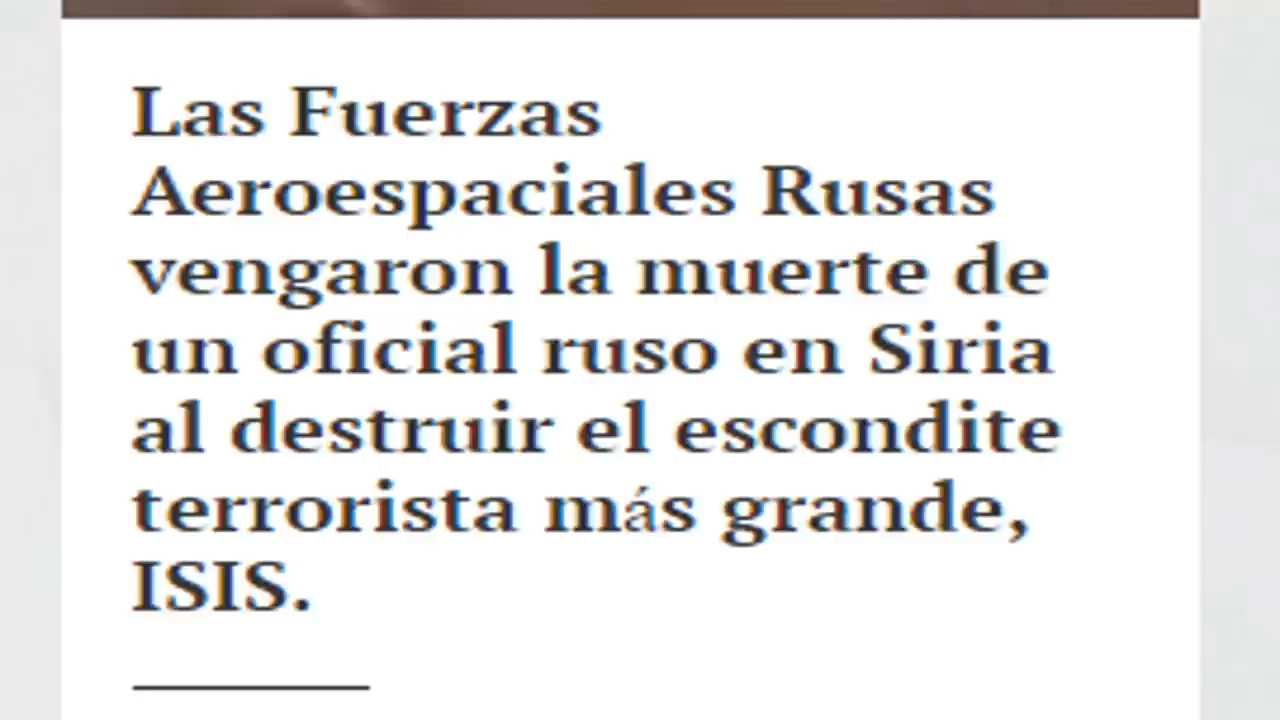 Las Fuerzas
Aeroespaciales Rusas
vengaron la muerte de
un oficial ruso en Siria
al destruir el escondite
terrorista más grande,
ISIS.